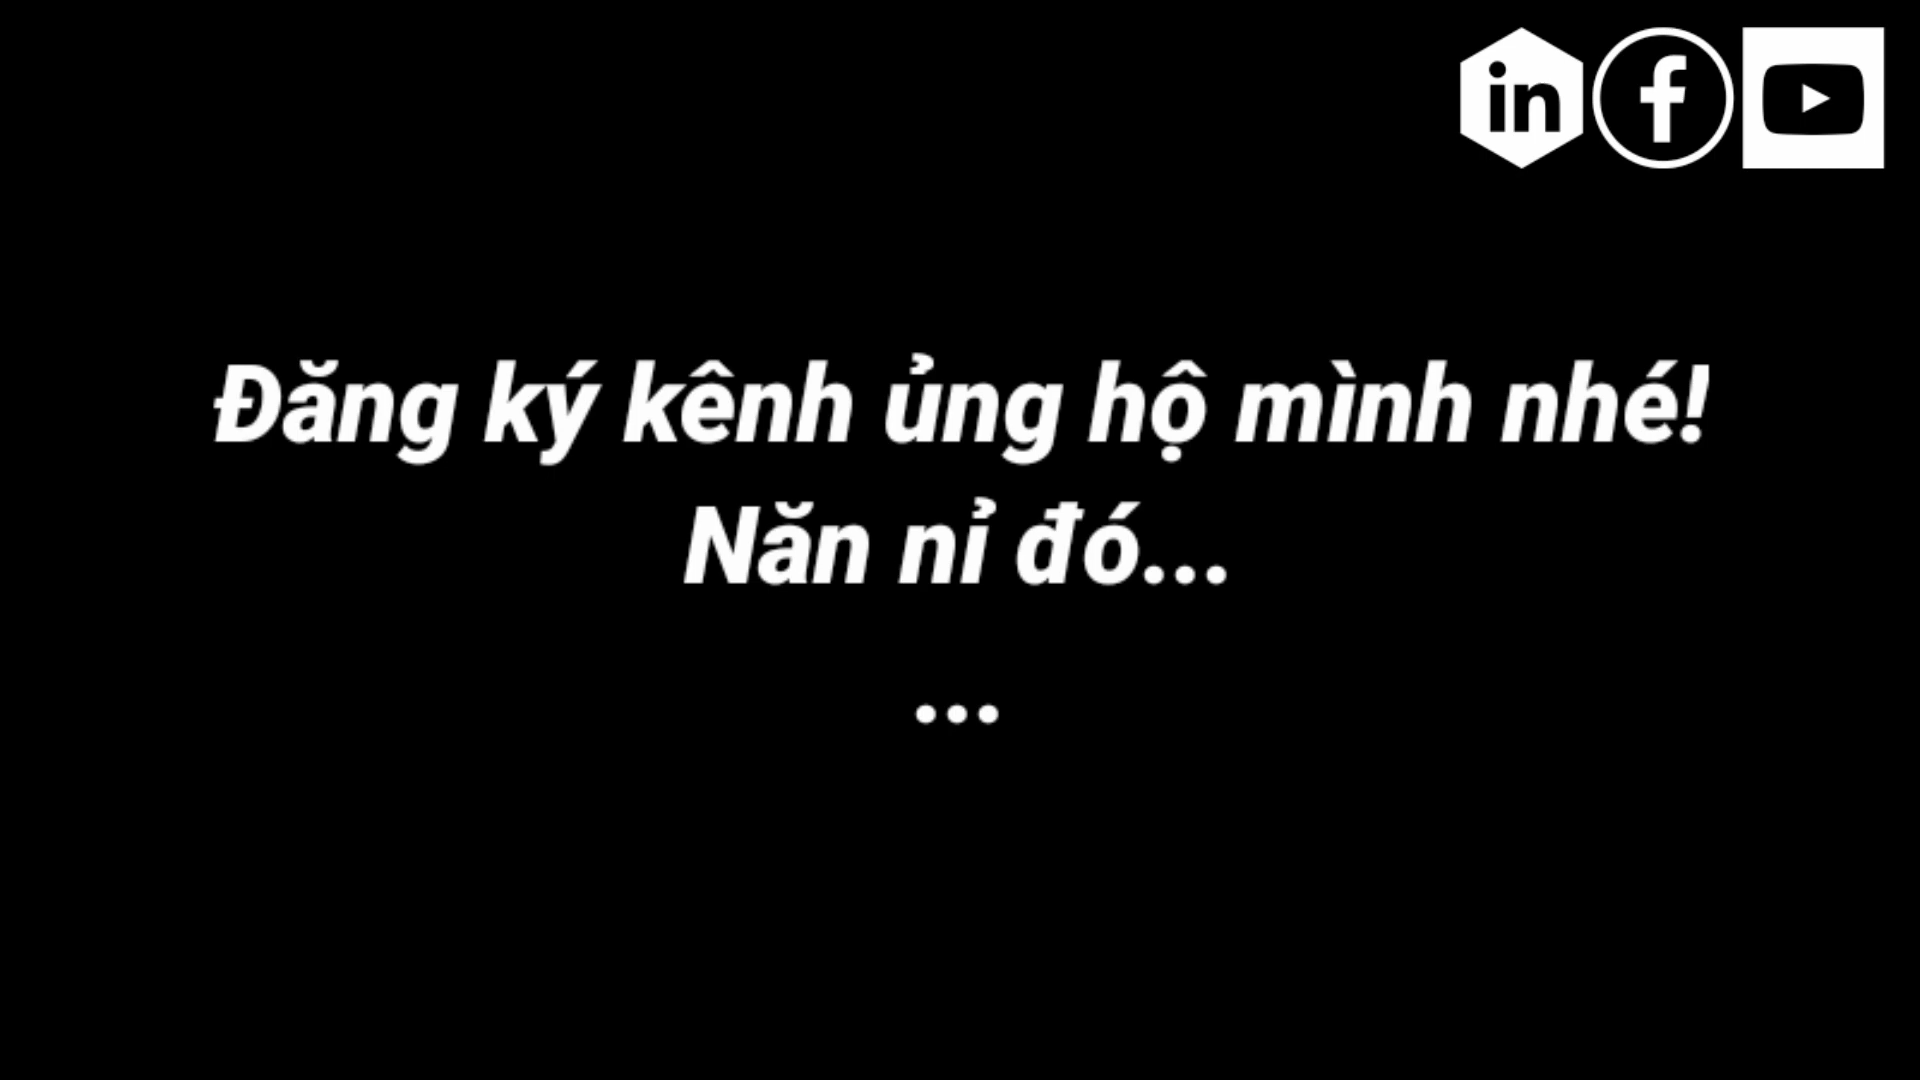 in f
Đăng ký kênh ủng hộ mình nhé!
Năn nỉ đó...
...